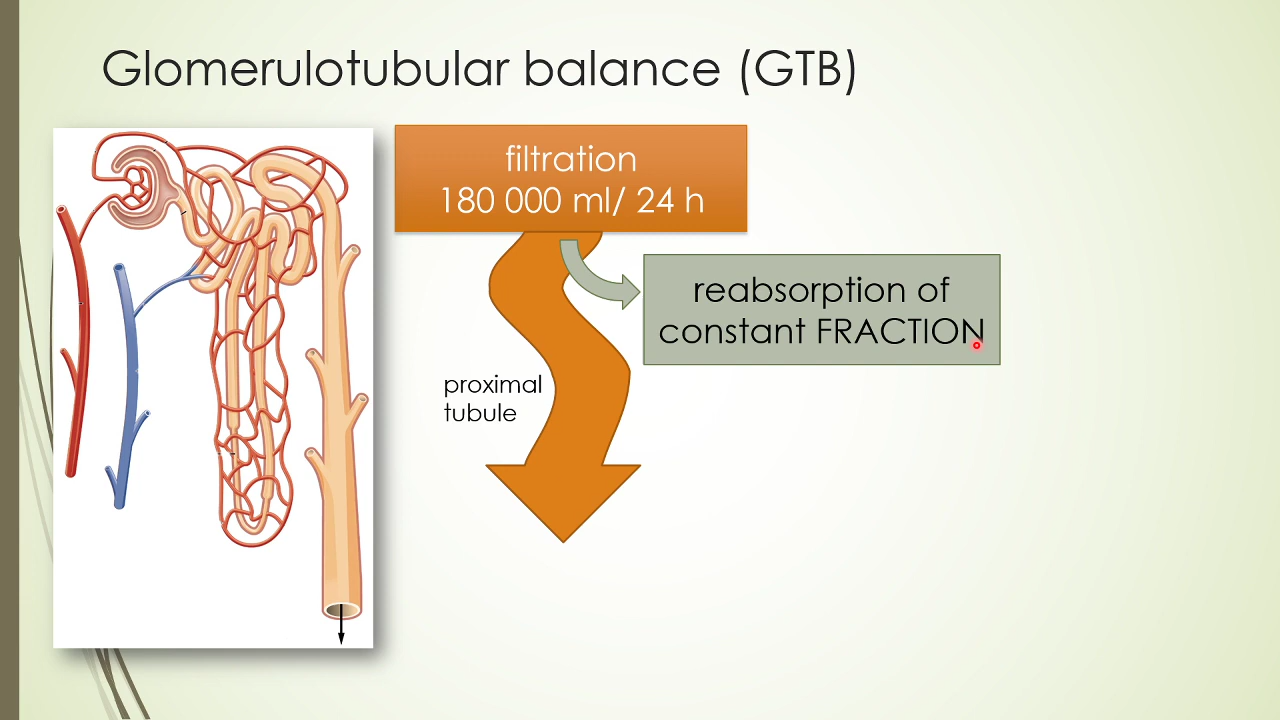 Glomerulotubular balance (GTB)
filtration
180 000 ml/ 24 h
reabsorption of
constant FRACTION
proximal
tubule